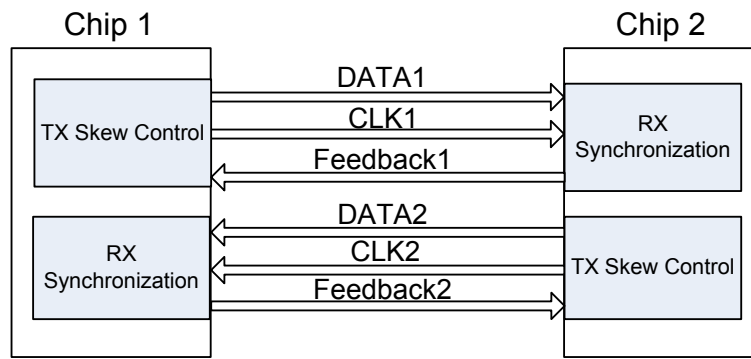 Chip 1
Chip 2
DATA1
TX Skew Control
CLK1
RX
Synchronization
Feedback1
DATA2
RX
Synchronization
CLK2
TX Skew Control
Feedback2